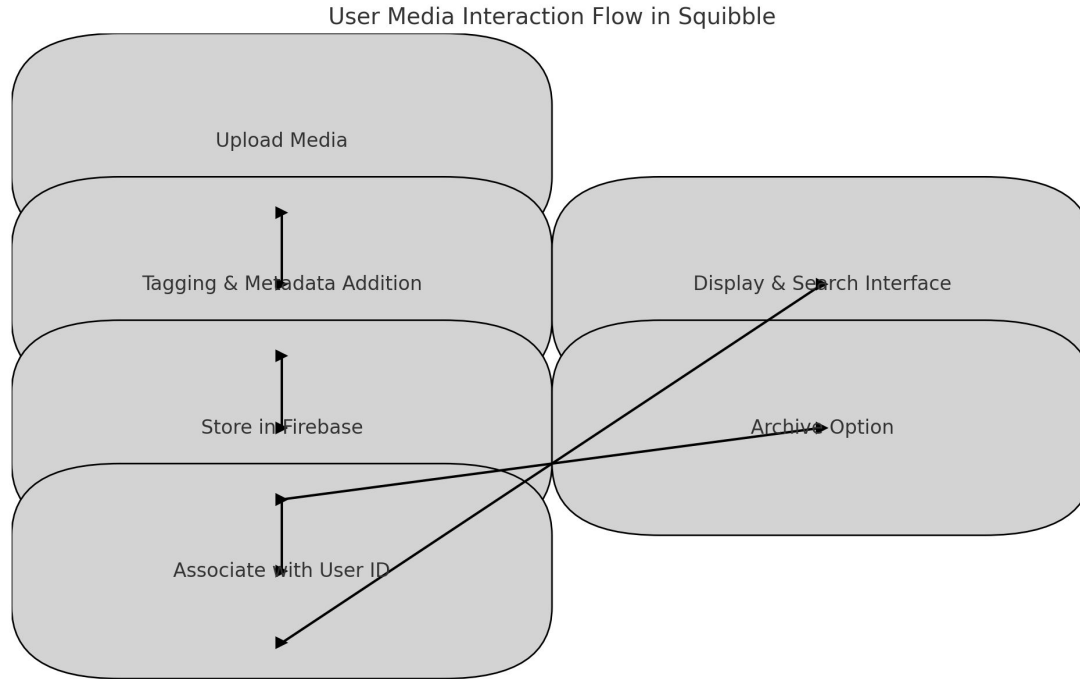 User Media Interaction Flow in Squibble
Upload Media
Tagging & Metadata Addition
Display & Search Interface
Store in Firebase
Archive Option
Associate with User ID